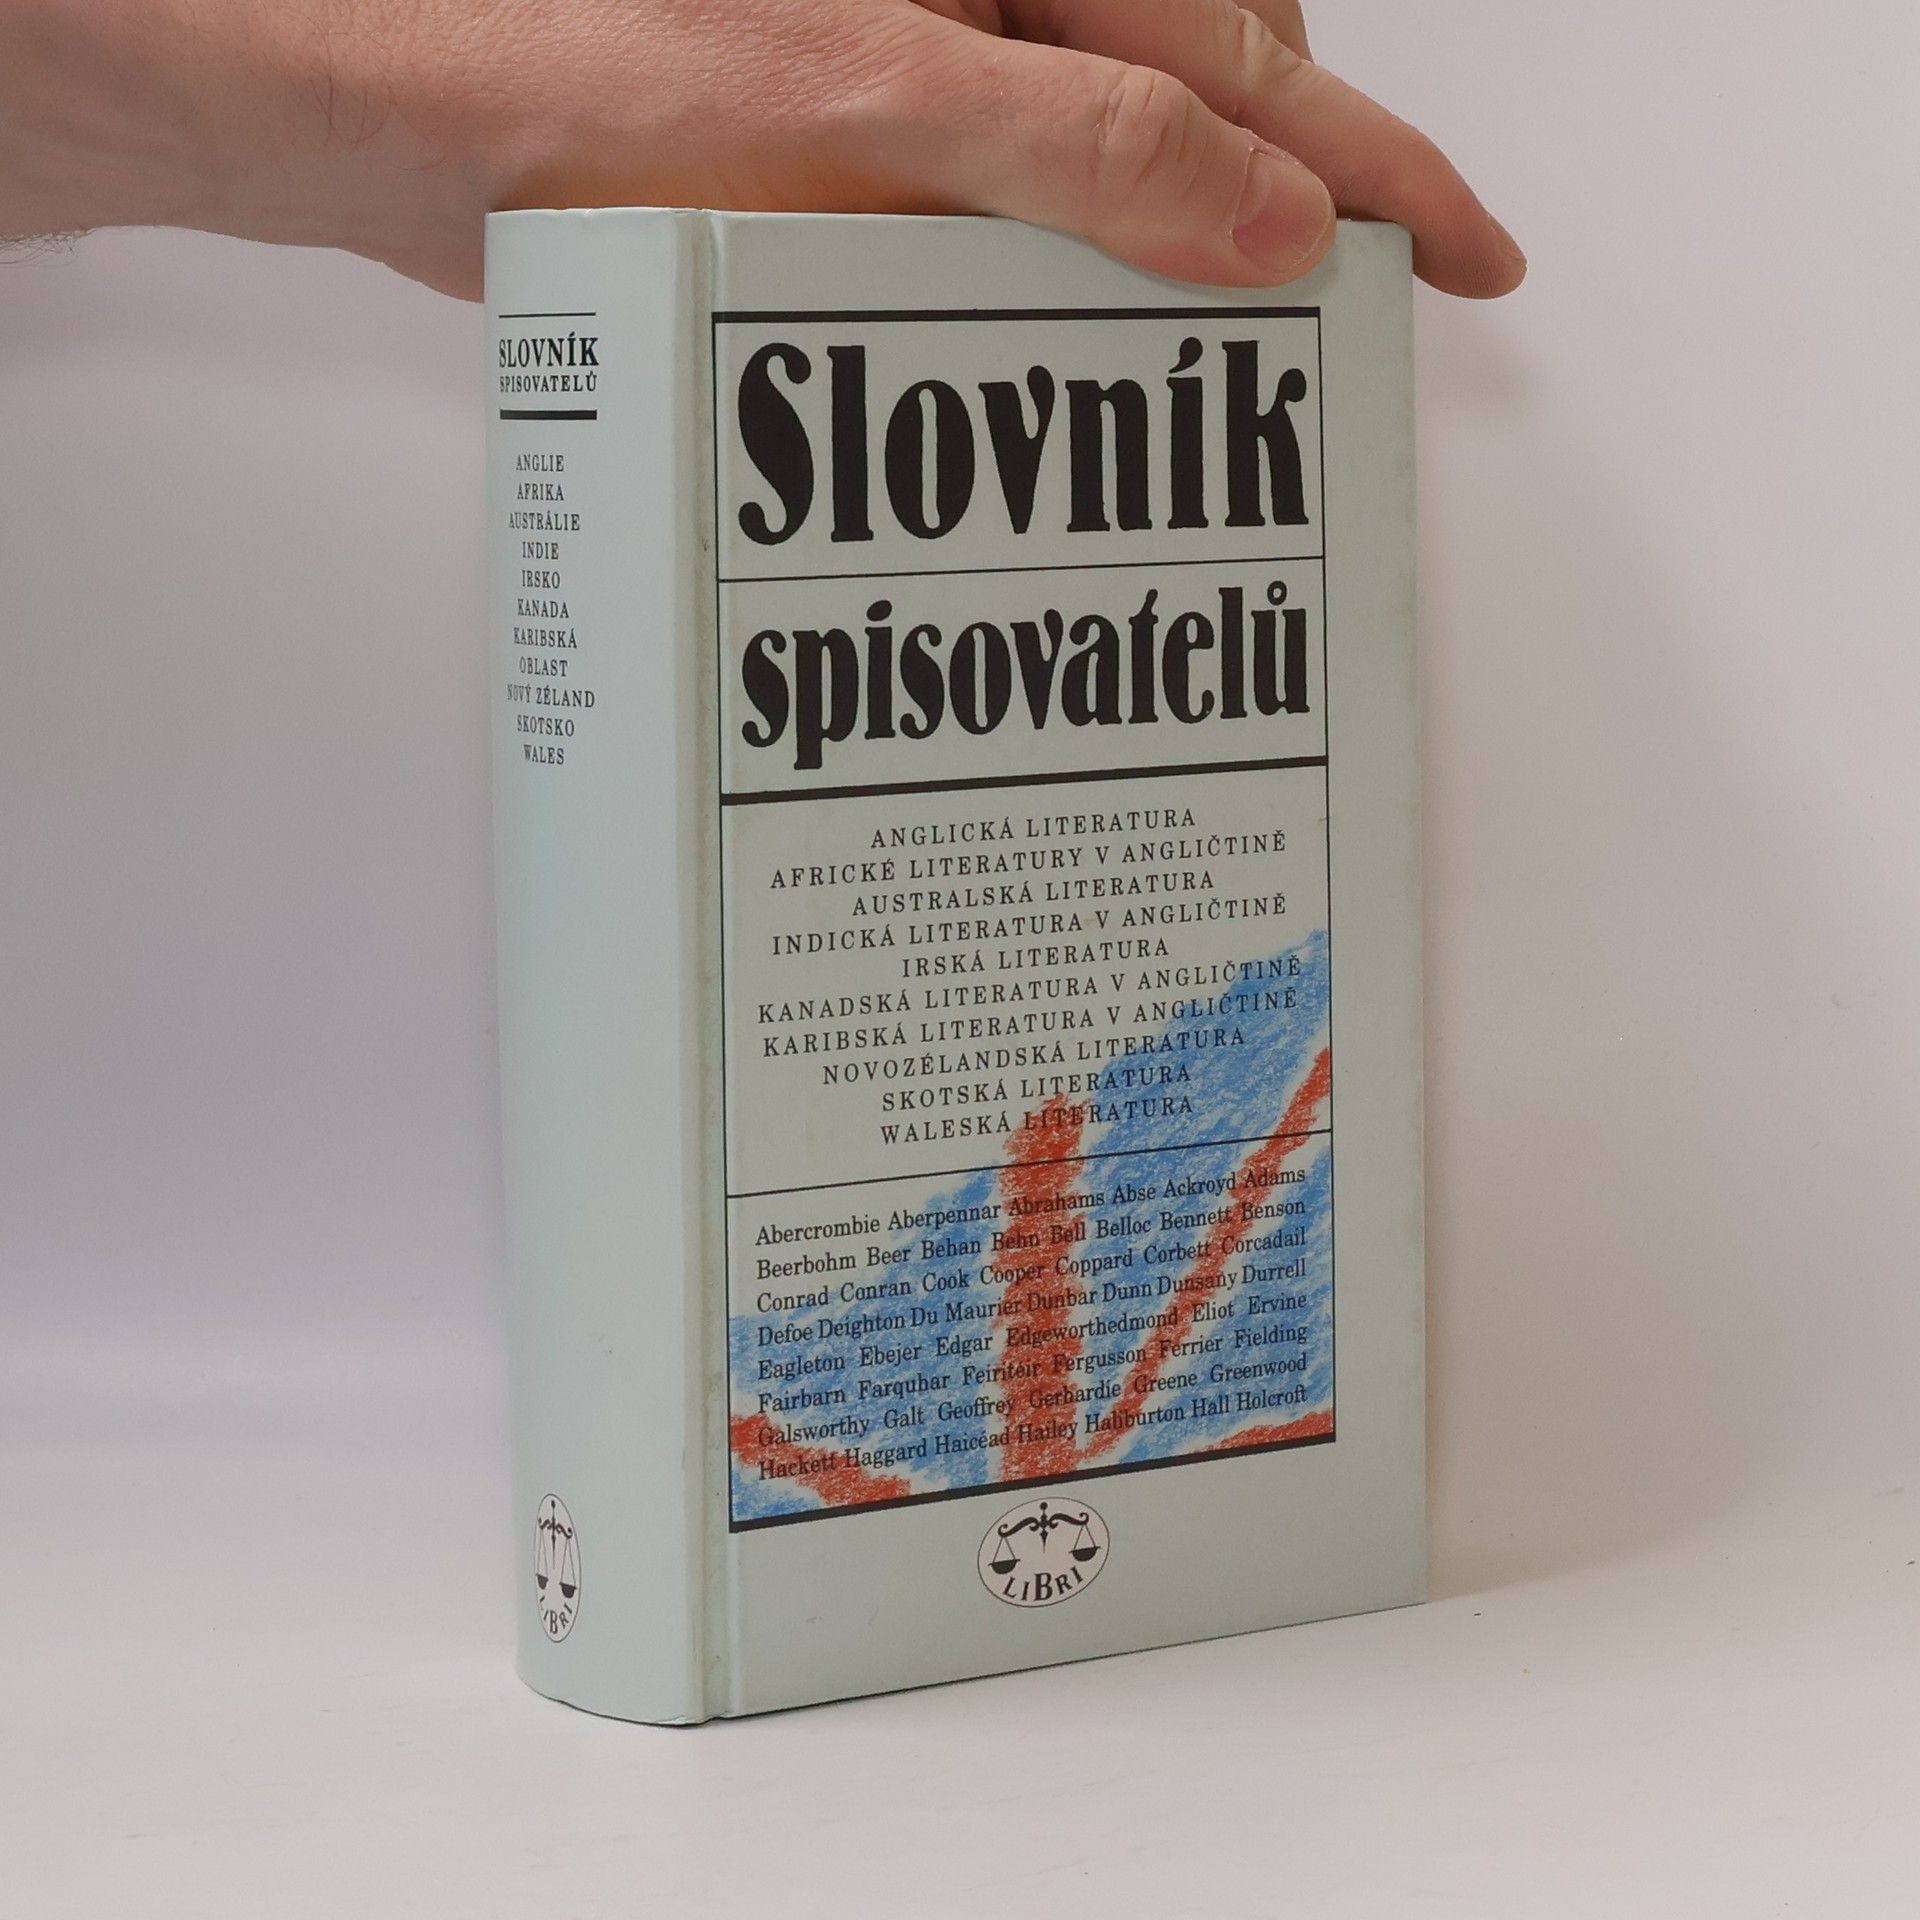 SLOVNÍK
SPISOVATELŮ
ANGLIE
AFRIKA
AUSTRÁLIE
INDIE
IRSKO
KANADA
KARIBSKÁ
OBLAST
NOVÝ ZÉLAND
SKOTSKO
WALES
LIBRI
Slovník
spisovatelů
ANGLICKÁ LITERATURA
AFRICKÉ LITERATURY V ANGLIČTINĚ
AUSTRALSKÁ LITERATURA
INDICKÁ LITERATURA V ANGLIČTINĚ
IRSKÁ LITERATURA
KANADSKÁ LITERATURA V ANGLIČTINĚ
KARIBSKÁ LITERATURA V ANGLIČTINĚ
NOVOZÉLANDSKÁ LITERATURA
SKOTSKÁ LITERATURA
WALESKÁ LITERATURA
Abercrombie Aberpennar Abrahams Abse Ackroyd Adams
Beerbohm Beer Behan Behn Bell Belloc Bennett Benson
Conrad Conran Cook Cooper Coppard Corbett Corcadail
Defoe Deighton Du Maurier Dunbar Dunn Dunsany Durrell
Eagleton Ebejer Edgar Edgeworthedmond Eliot Ervine
Fairbarn Farquhar Feiritéir Fergusson Ferrier Fielding
Galsworthy Galt Geoffrey Gerhardie Greene Greenwood
Hackett Haggard Haicéad Hailey Haliburton Hall Holcroft
LIBRI